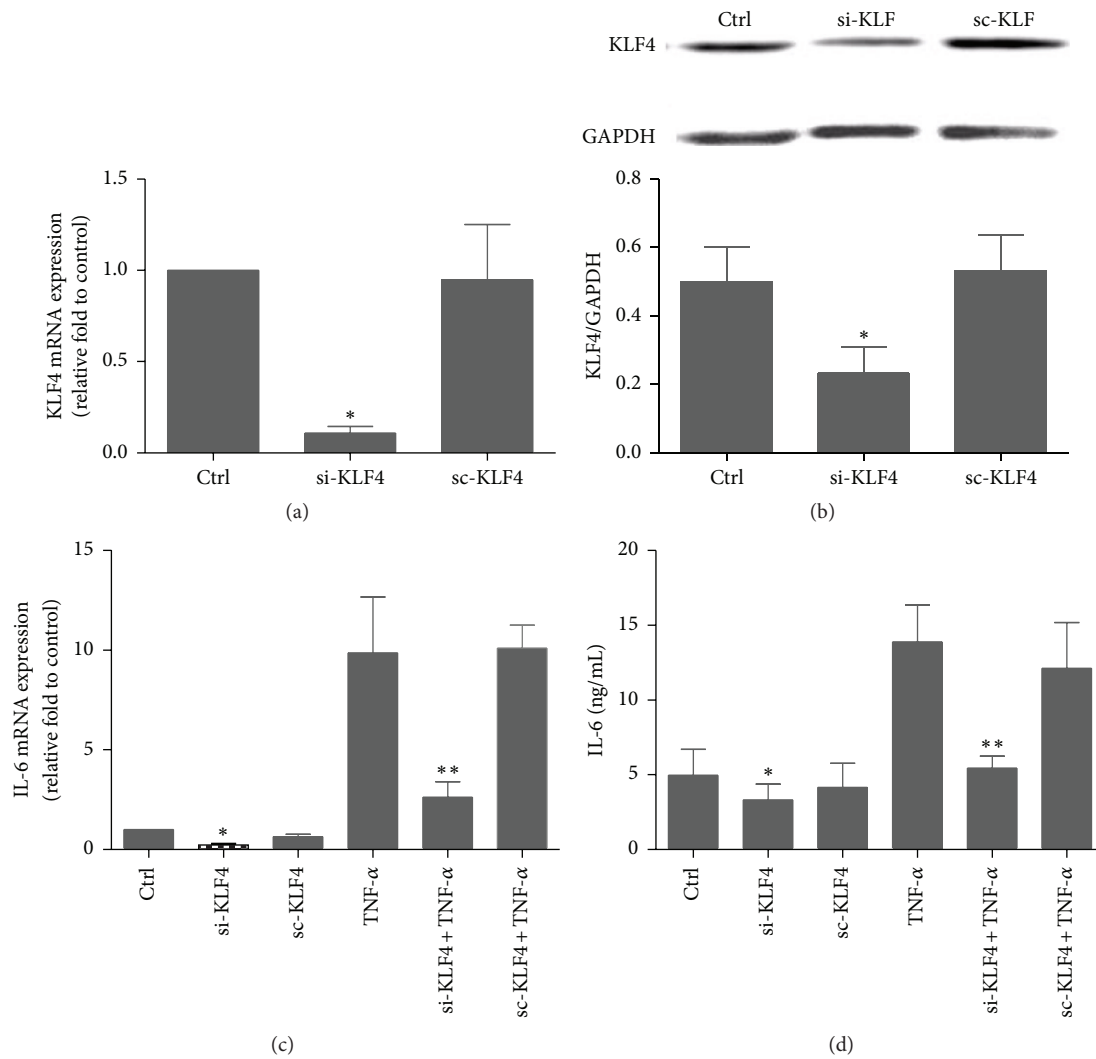 Ctrl si-KLF sc-KLF
KLF4
GAPDH
KLF4 mRNA expression
(relative fold to control)
1.5
1.0
0.5
0.0
*
Ctrl si-KLF4 sc-KLF4
(a)
KLF4/GAPDH
0.8
0.6
0.4
0.2
0.0
*
Ctrl si-KLF4 sc-KLF4
(b)
IL-6 mRNA expression
(relative fold to control)
15
10
5
0
*
**
Ctrl
si-KLF4
sc-KLF4
TNF-α
si-KLF4 + TNF-α
sc-KLF4 + TNF-α
(c)
IL-6 (ng/mL)
20
15
10
5
0
*
**
Ctrl
si-KLF4
sc-KLF4
TNF-α
si-KLF4 + TNF-α
sc-KLF4 + TNF-α
(d)